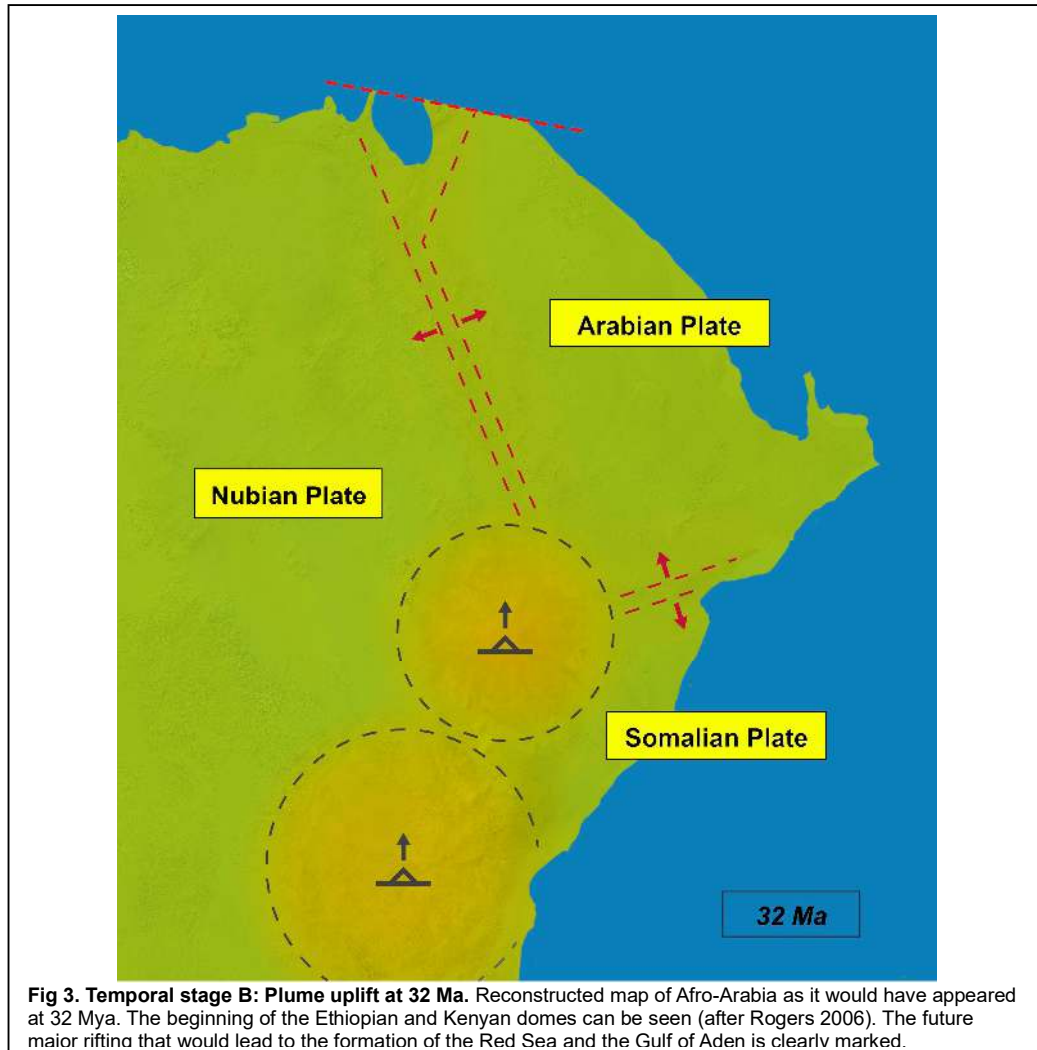 Arabian Plate
Nubian Plate
Somalian Plate
32 Ma
Fig 3. Temporal stage B: Plume uplift at 32 Ma. Reconstructed map of Afro-Arabia as it would have appeared
at 32 Mya. The beginning of the Ethiopian and Kenyan domes can be seen (after Rogers 2006). The future
major rifting that would lead to the formation of the Red Sea and the Gulf of Aden is clearly marked.